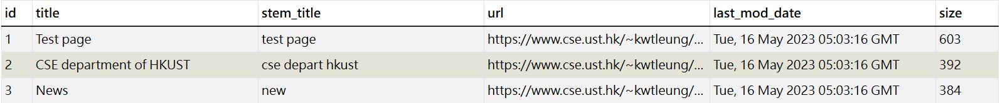 id title stem_title url last_mod_date size
1 Test page test page https://www.cse.ust.hk/~kwtleung/... Tue, 16 May 2023 05:03:16 GMT 603
2 CSE department of HKUST cse depart hkust https://www.cse.ust.hk/~kwtleung/... Tue, 16 May 2023 05:03:16 GMT 392
3 News new https://www.cse.ust.hk/~kwtleung/... Tue, 16 May 2023 05:03:16 GMT 384